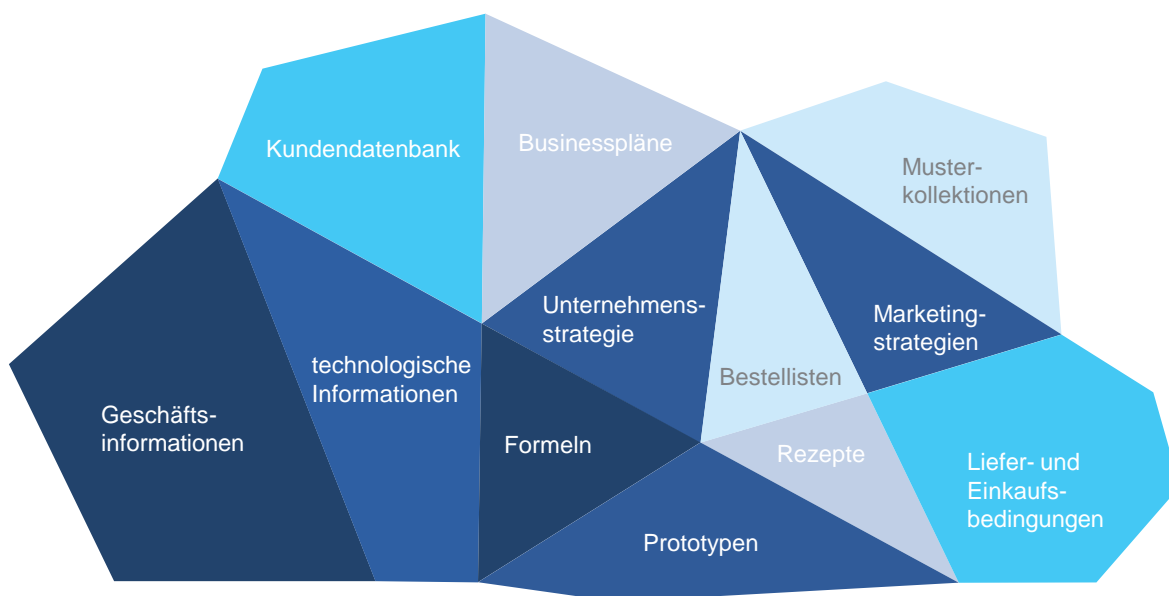 Kundendatenbank
Businesspläne
Muster-
kollektionen
Unternehmens-
strategie
Marketing-
strategien
technologische
Informationen
Bestellisten
Geschäfts-
informationen
Formeln
Rezepte
Liefer- und
Einkaufs-
bedingungen
Prototypen